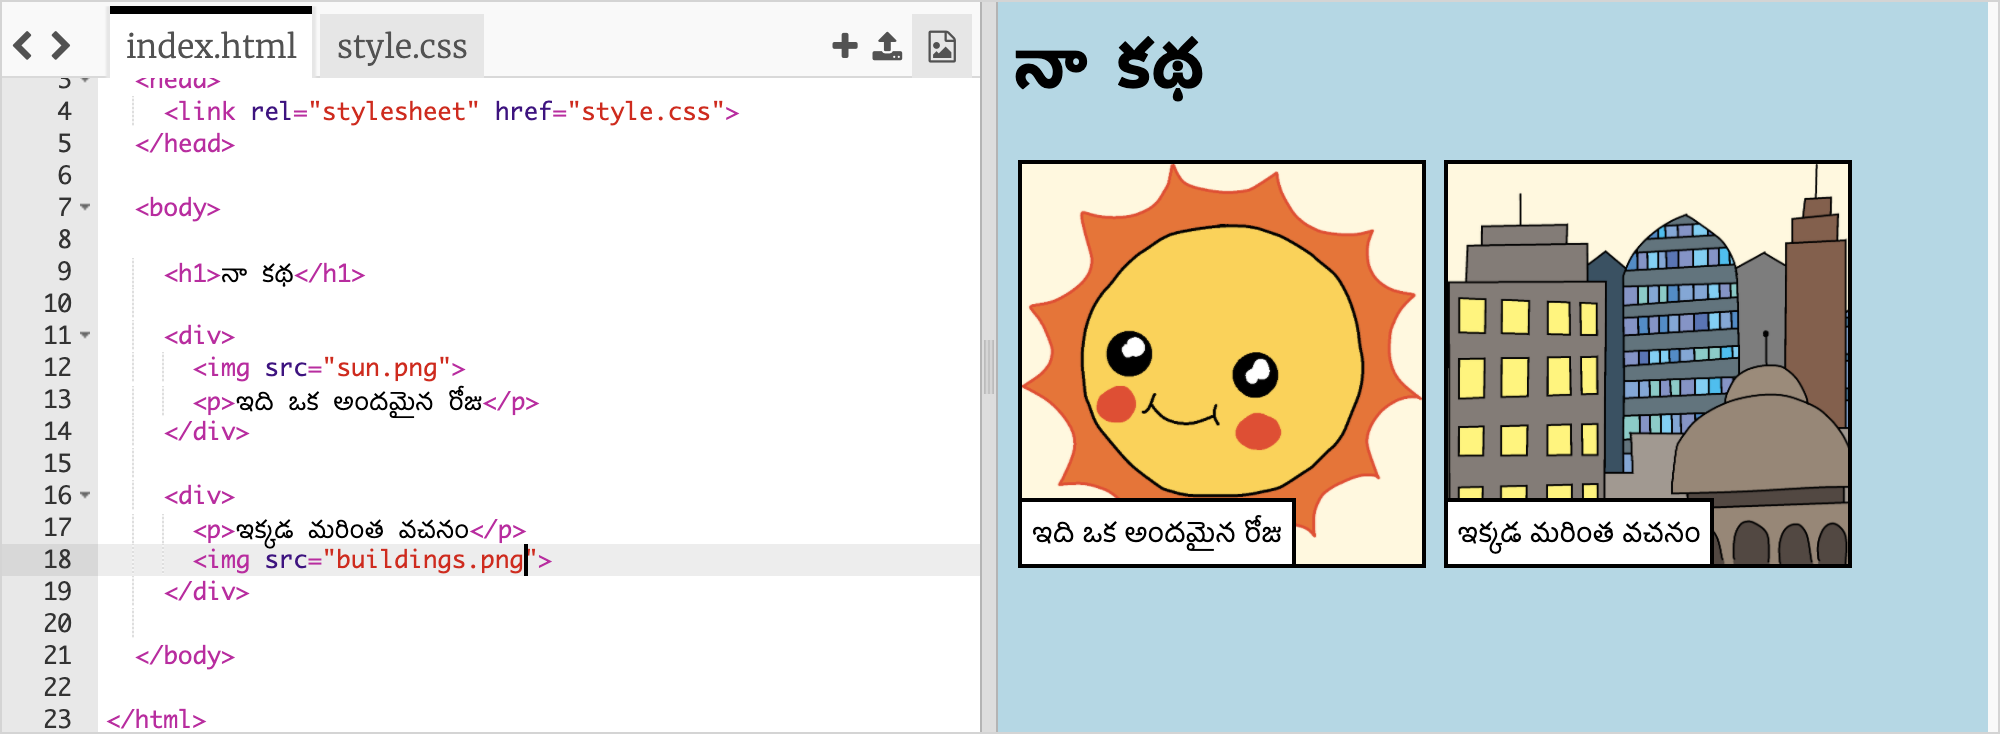 index.html style.css
3 <head>
4 <link rel="stylesheet" href="style.css">
5 </head>
6
7 <body>
8
9 <h1>నా కథ</h1>
10
11 <div>
12 <img src="sun.png">
13 <p>ఇది ఒక అందమైన రోజు</p>
14 </div>
15
16 <div>
17 <p>ఇక్కడ మరింత వచనం</p>
18 <img src="buildings.png">
19 </div>
20
21 </body>
22
23 </html>
నా కథ
ఇది ఒక అందమైన రోజు
ఇక్కడ మరింత వచనం